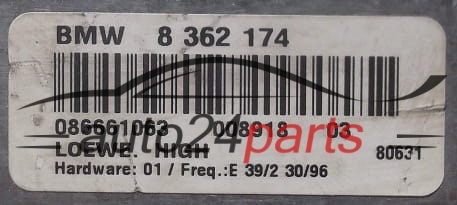 BMW 8 362 174
086661063 008918 03
auto24parts
LOEWE. HIGH 80631
Hardware: 01 / Freq.:E 39/2 30/96